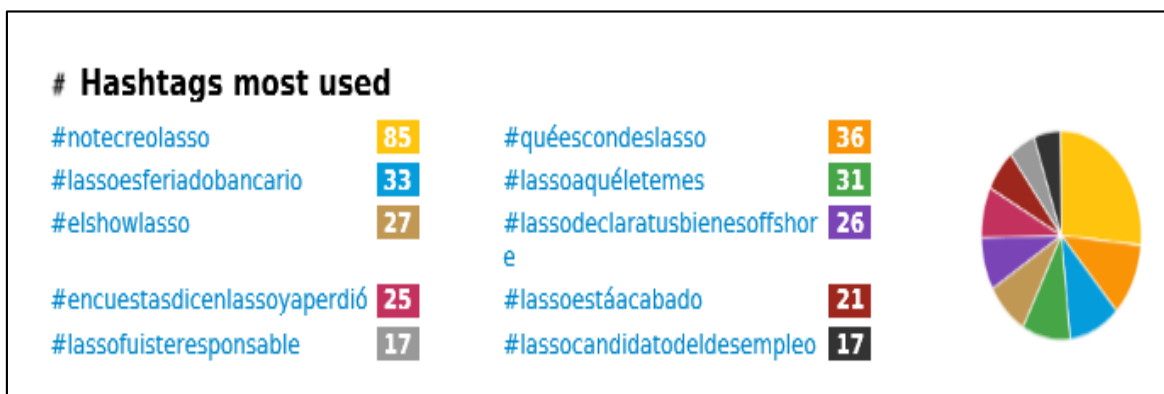 # Hashtags most used
#notecreolasso 85 #quéescondeslasso 36
#lassoesferiadobancario 33 #lassoaquéletemes 31
#elshowlasso 27 #lassodeclaratusbienesoffshor 26
e
#encuestasdicenlassoyaperdió 25 #lassoestáacabado 21
#lassofuisteresponsable 17 #lassocandidatodeldesempleo 17